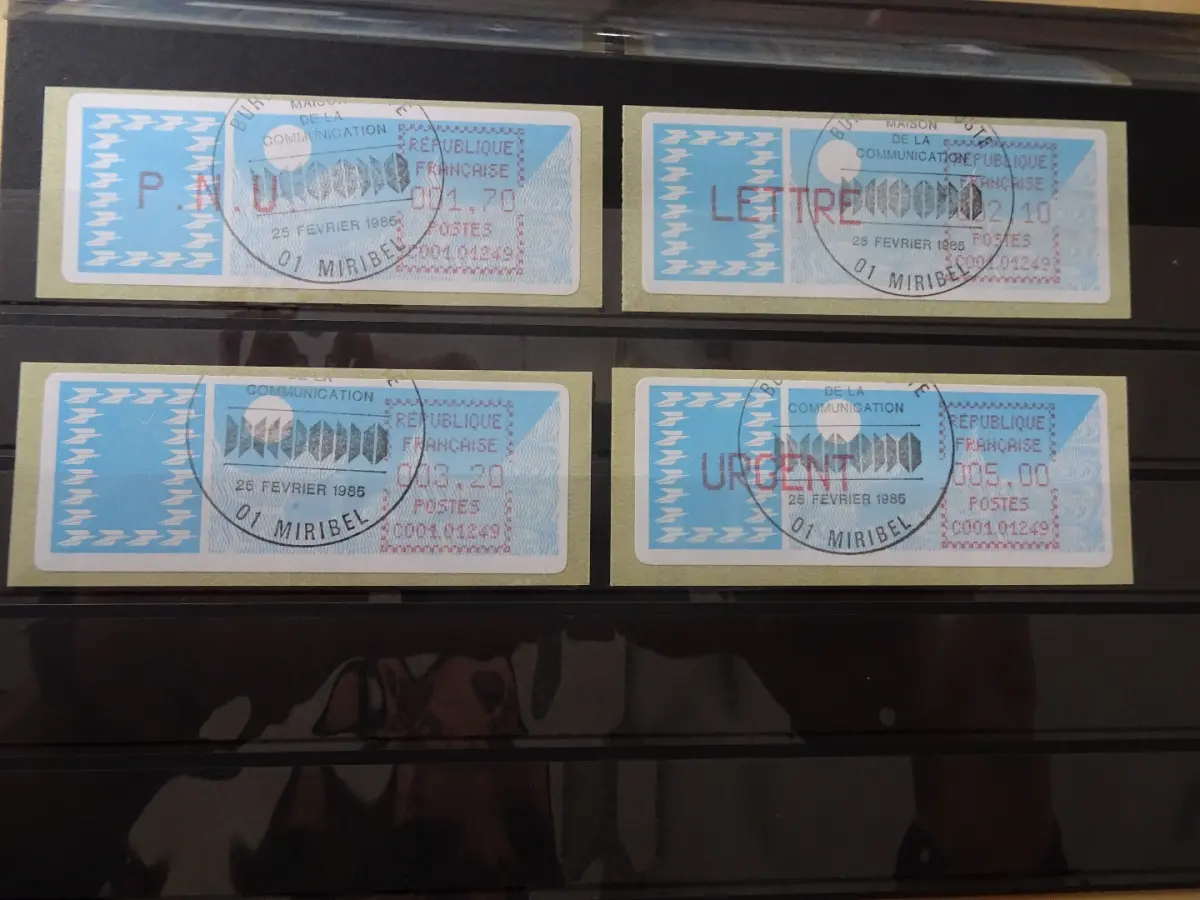 MAISON
DE LA
COMMUNICATION
RÉPUBLIQUE
FRANÇAISE
P.N.U.
001.70
25 FEVRIER 1985
POSTES
C001.01249
01 MIRIBEL
MAISON
DE LA
COMMUNICATION
RÉPUBLIQUE
FRANÇAISE
LETTRE
2.10
25 FEVRIER 1985
POSTES
C001.01249
01 MIRIBEL
COMMUNICATION
RÉPUBLIQUE
FRANÇAISE
003.20
25 FEVRIER 1985
POSTES
C001.01249
01 MIRIBEL
DE LA
COMMUNICATION
RÉPUBLIQUE
FRANÇAISE
URGENT
005.00
25 FEVRIER 1985
POSTES
C001.01249
01 MIRIBEL